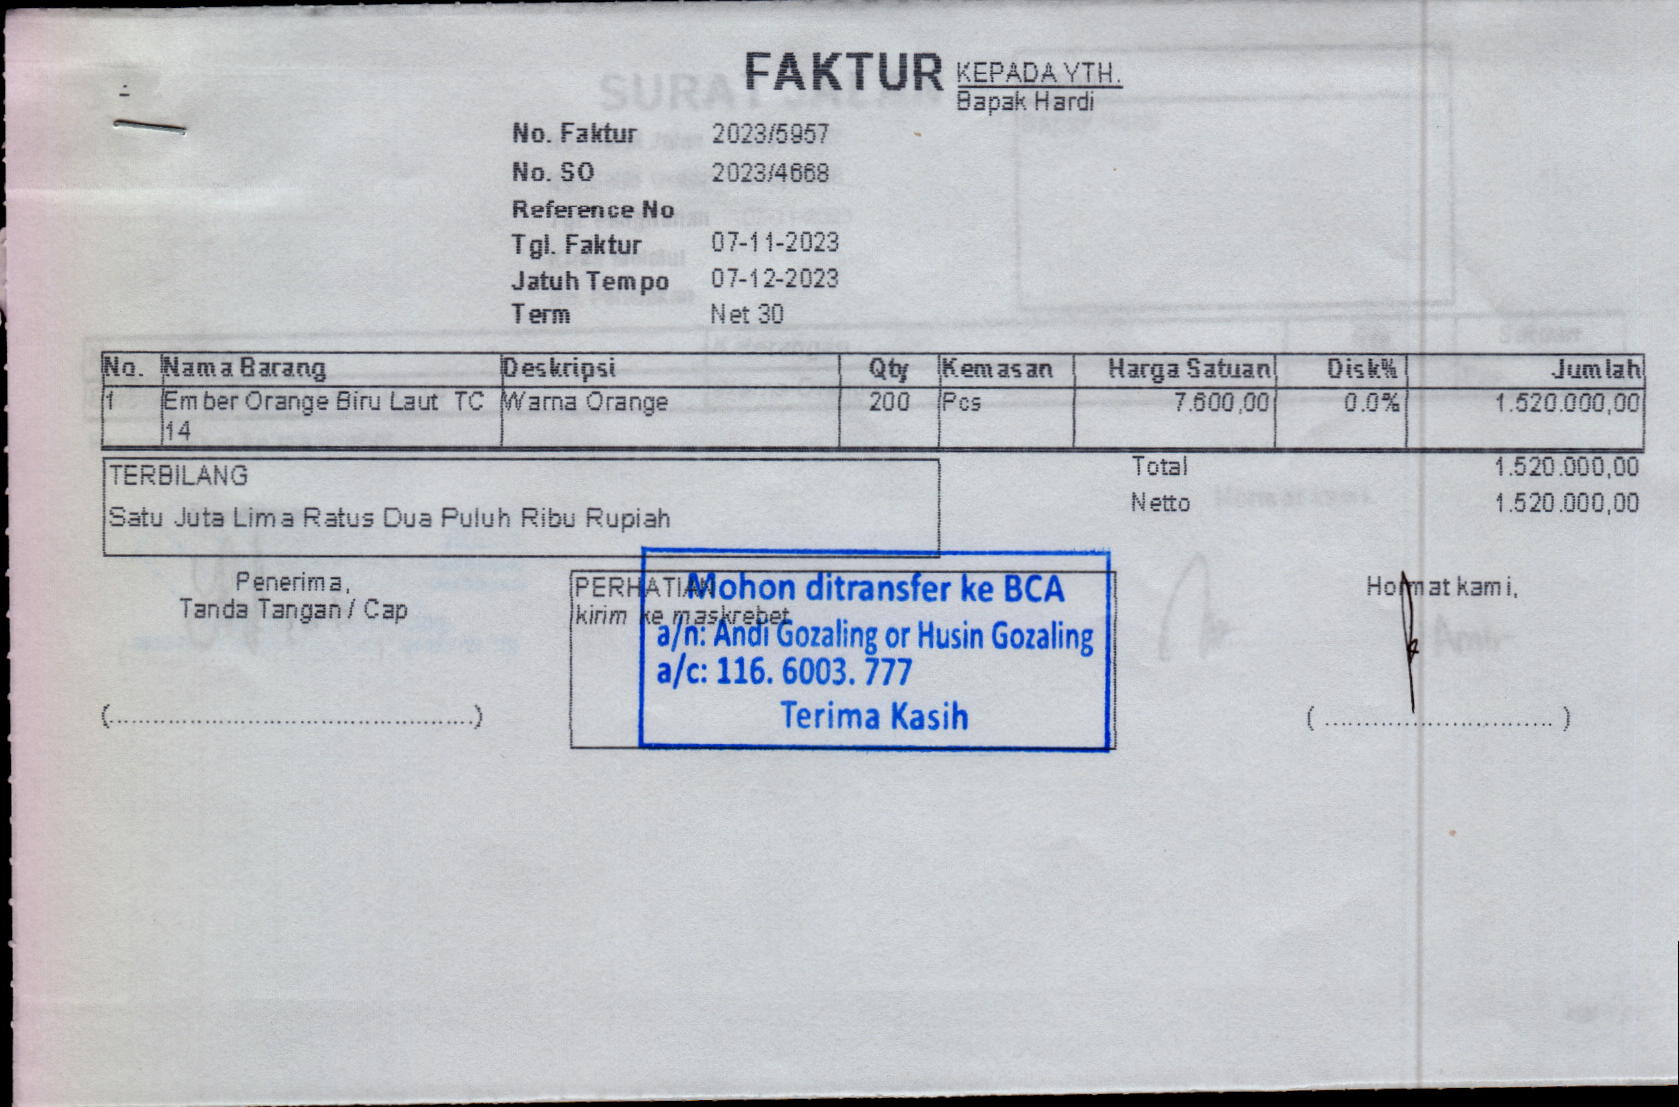 FAKTUR
KEPADA YTH.
Bapak Hardi
No. Faktur 2023/5957
No. SO 2023/4668
Reference No
Tgl. Faktur 07-11-2023
Jatuh Tempo 07-12-2023
Term Net 30
No. Nama Barang Deskripsi Qty Kemasan Harga Satuan Disk% Jumlah
1 Ember Orange Biru Laut TC Warna Orange 200 Pcs 7.600,00 0.0% 1.520.000,00
14
TERBILANG
Satu Juta Lima Ratus Dua Puluh Ribu Rupiah
Total 1.520.000,00
Netto 1.520.000,00
Penerima,
Tanda Tangan / Cap
(..................................................)
PERHATIAN
kirim ke maskrebet
Mohon ditransfer ke BCA
a/n: Andi Gozaling or Husin Gozaling
a/c: 116. 6003. 777
Terima Kasih
Hormat kami,
( ............................... )